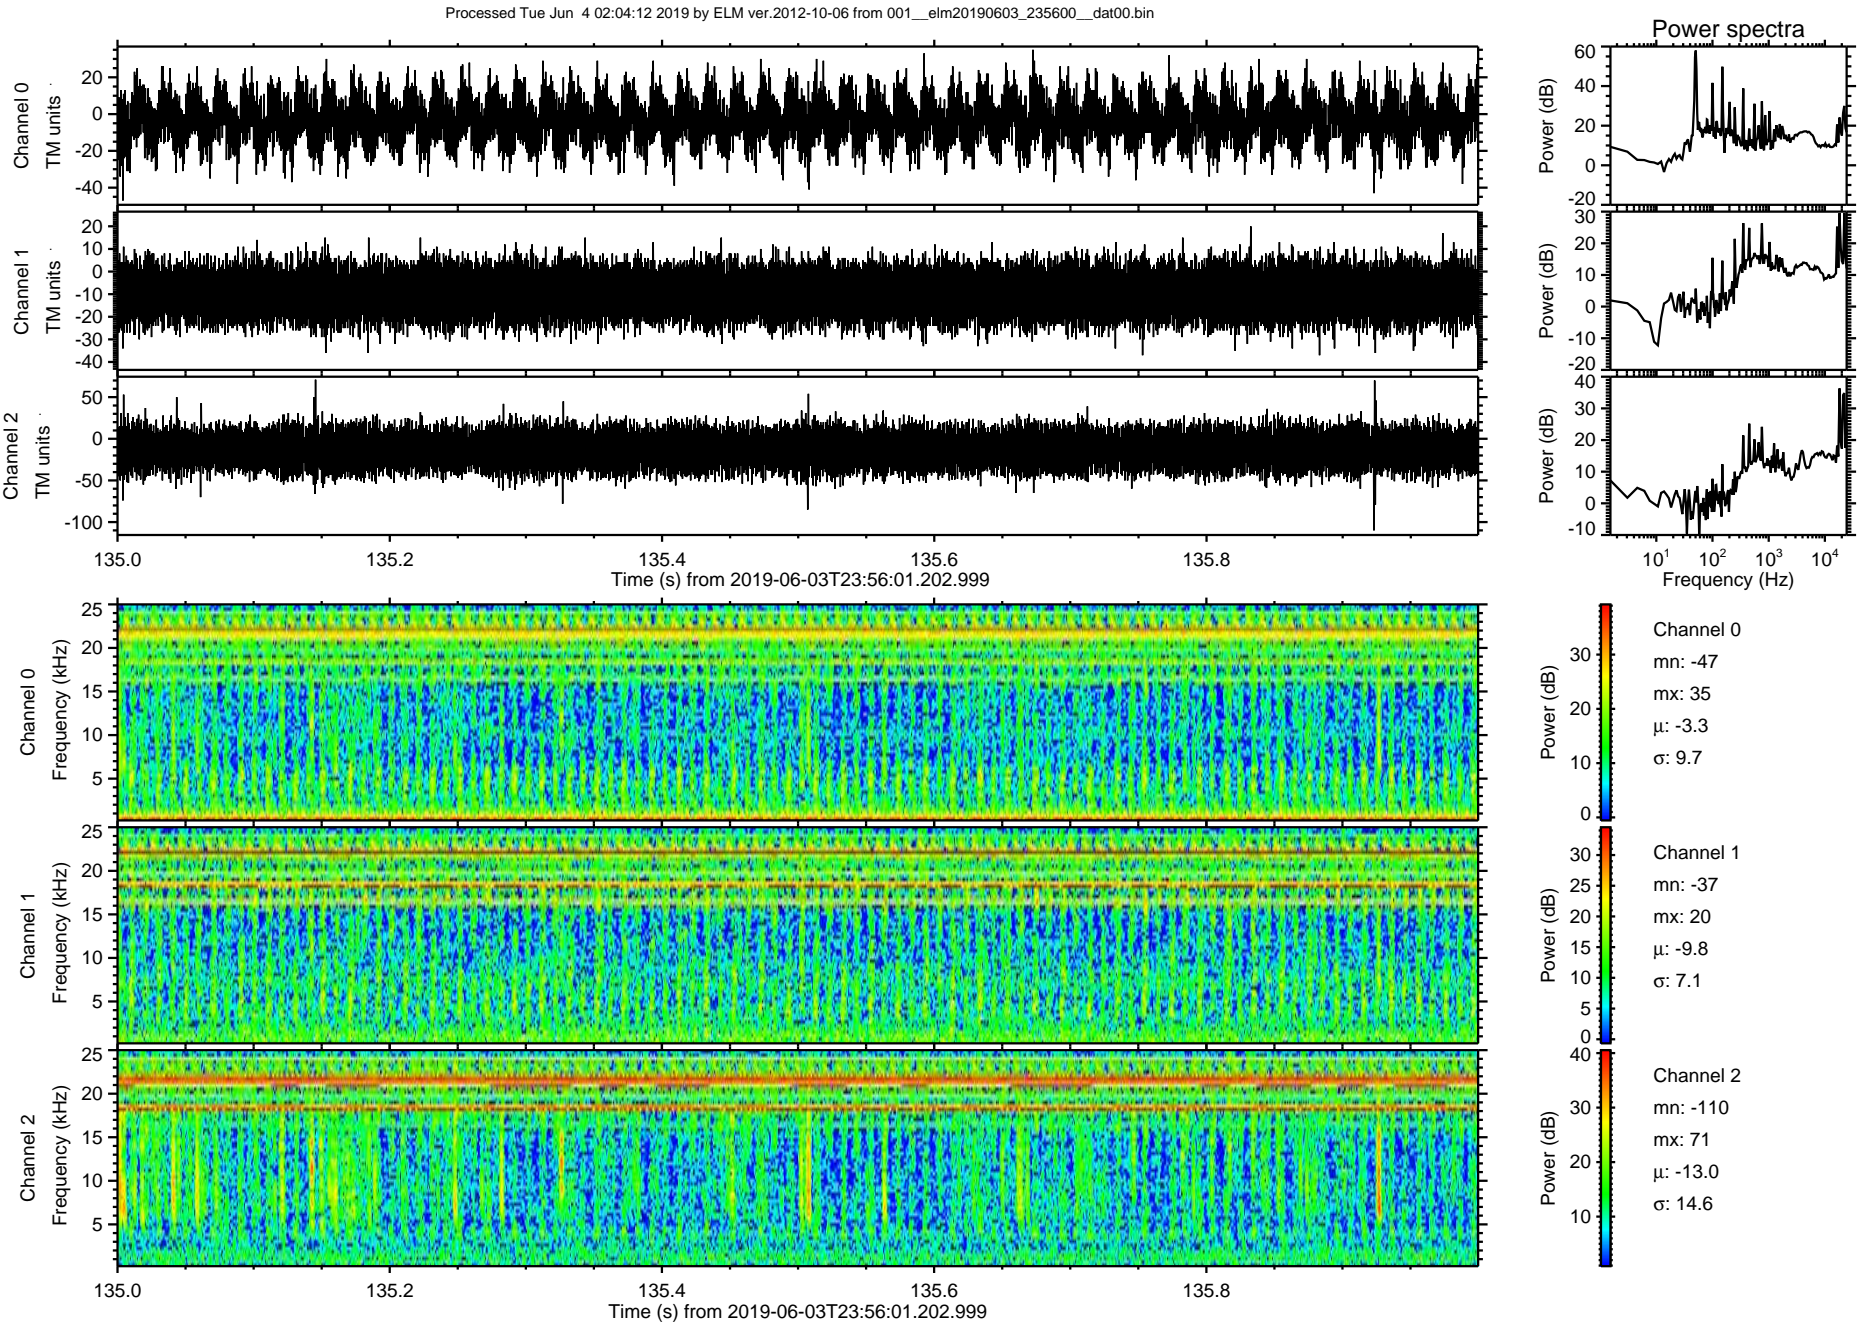 Processed Tue Jun  4 02:04:12 2019 by ELM ver.2012-10-06 from 001__elm20190603_235600__dat00.bin
Power spectra
Channel 0
TM units
20
0
-20
-40
Power (dB)
60
40
20
0
-20
Channel 1
TM units
20
10
0
-10
-20
-30
-40
Power (dB)
30
20
10
0
-10
-20
Channel 2
TM units
50
0
-50
-100
Power (dB)
40
30
20
10
0
-10
135.0 135.2 135.4 135.6 135.8
Time (s) from 2019-06-03T23:56:01.202.999
10¹ 10² 10³ 10⁴
Frequency (Hz)
Channel 0
Frequency (kHz)
25
20
15
10
5
Power (dB)
30
20
10
0
Channel 0
mn: -47
mx: 35
µ: -3.3
σ: 9.7
Channel 1
Frequency (kHz)
25
20
15
10
5
Power (dB)
30
25
20
15
10
5
0
Channel 1
mn: -37
mx: 20
µ: -9.8
σ: 7.1
Channel 2
Frequency (kHz)
25
20
15
10
5
Power (dB)
40
30
20
10
Channel 2
mn: -110
mx: 71
µ: -13.0
σ: 14.6
135.0 135.2 135.4 135.6 135.8
Time (s) from 2019-06-03T23:56:01.202.999